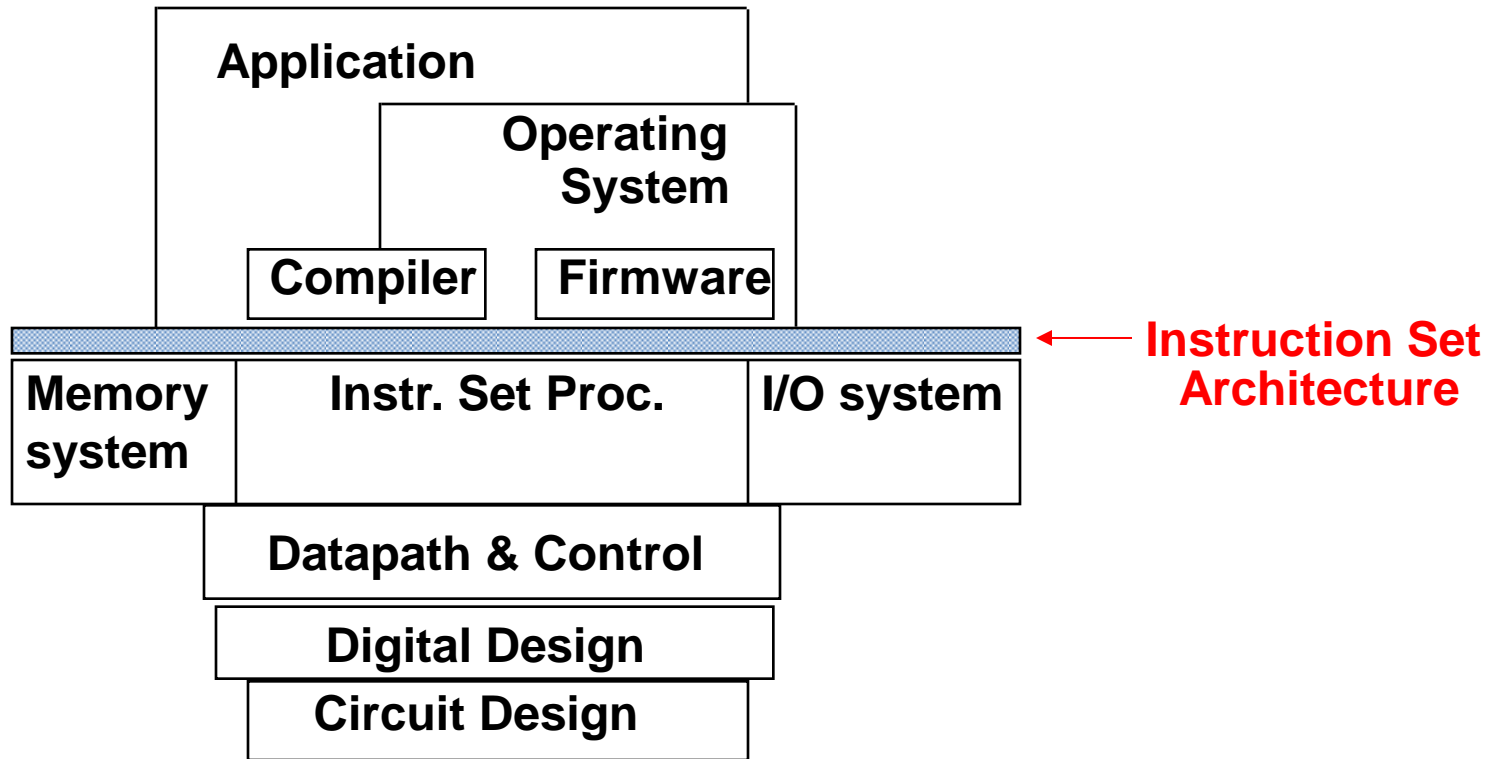 Application
Operating
System
Compiler
Firmware
Instruction Set
Architecture
Memory
system
Instr. Set Proc.
I/O system
Datapath & Control
Digital Design
Circuit Design